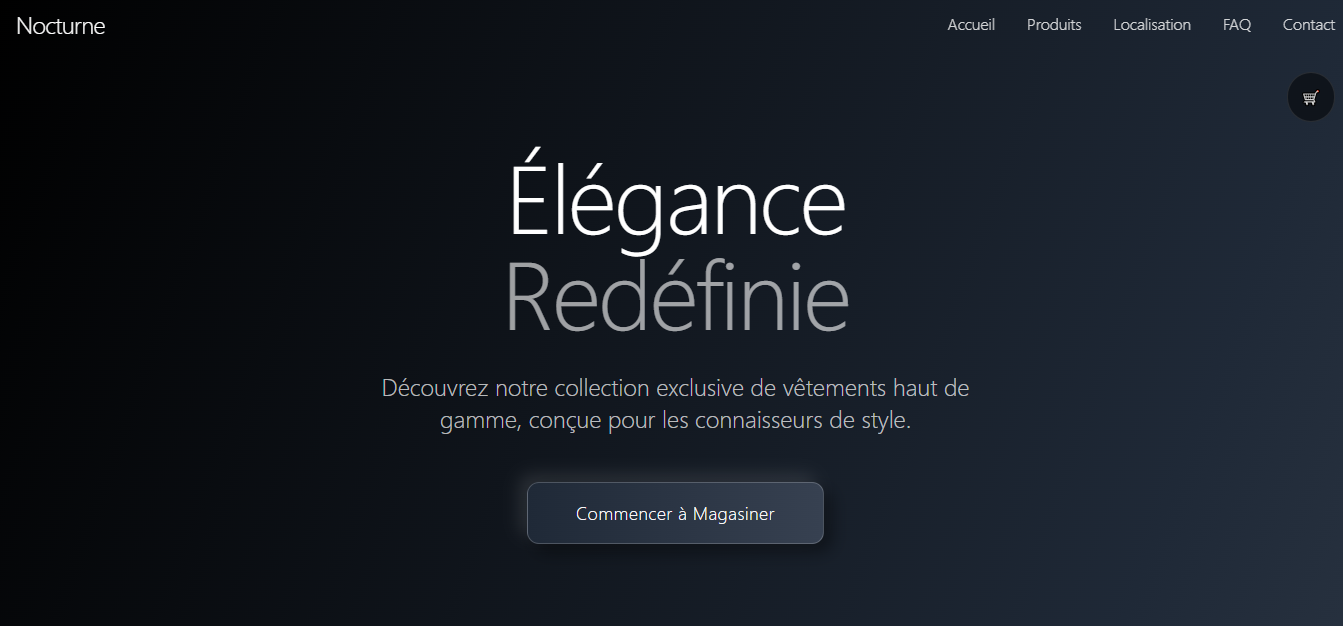 Nocturne
Accueil Produits Localisation FAQ Contact
Élégance
Redéfinie
Découvrez notre collection exclusive de vêtements haut de
gamme, conçue pour les connaisseurs de style.
Commencer à Magasiner